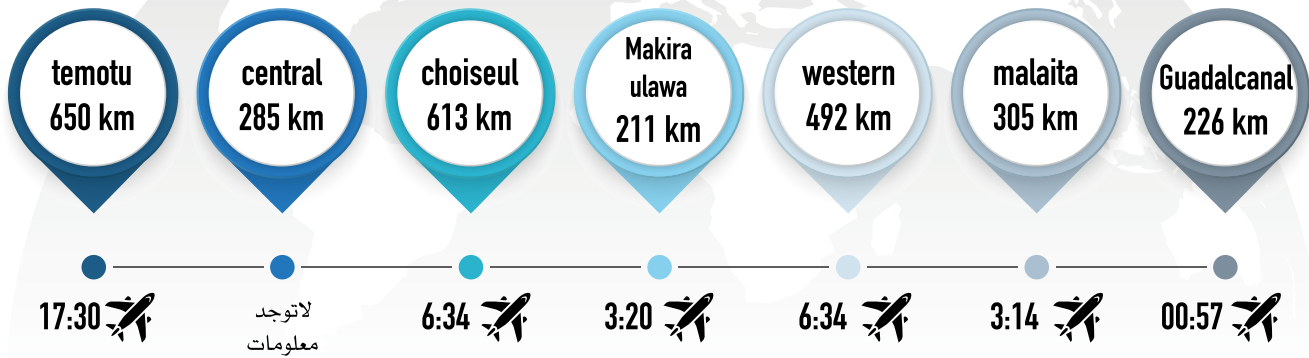 temotu
650 km
central
285 km
choiseul
613 km
Makira
ulawa
211 km
western
492 km
malaita
305 km
Guadalcanal
226 km
17:30
لاتوجد
معلومات
6:34
3:20
6:34
3:14
00:57